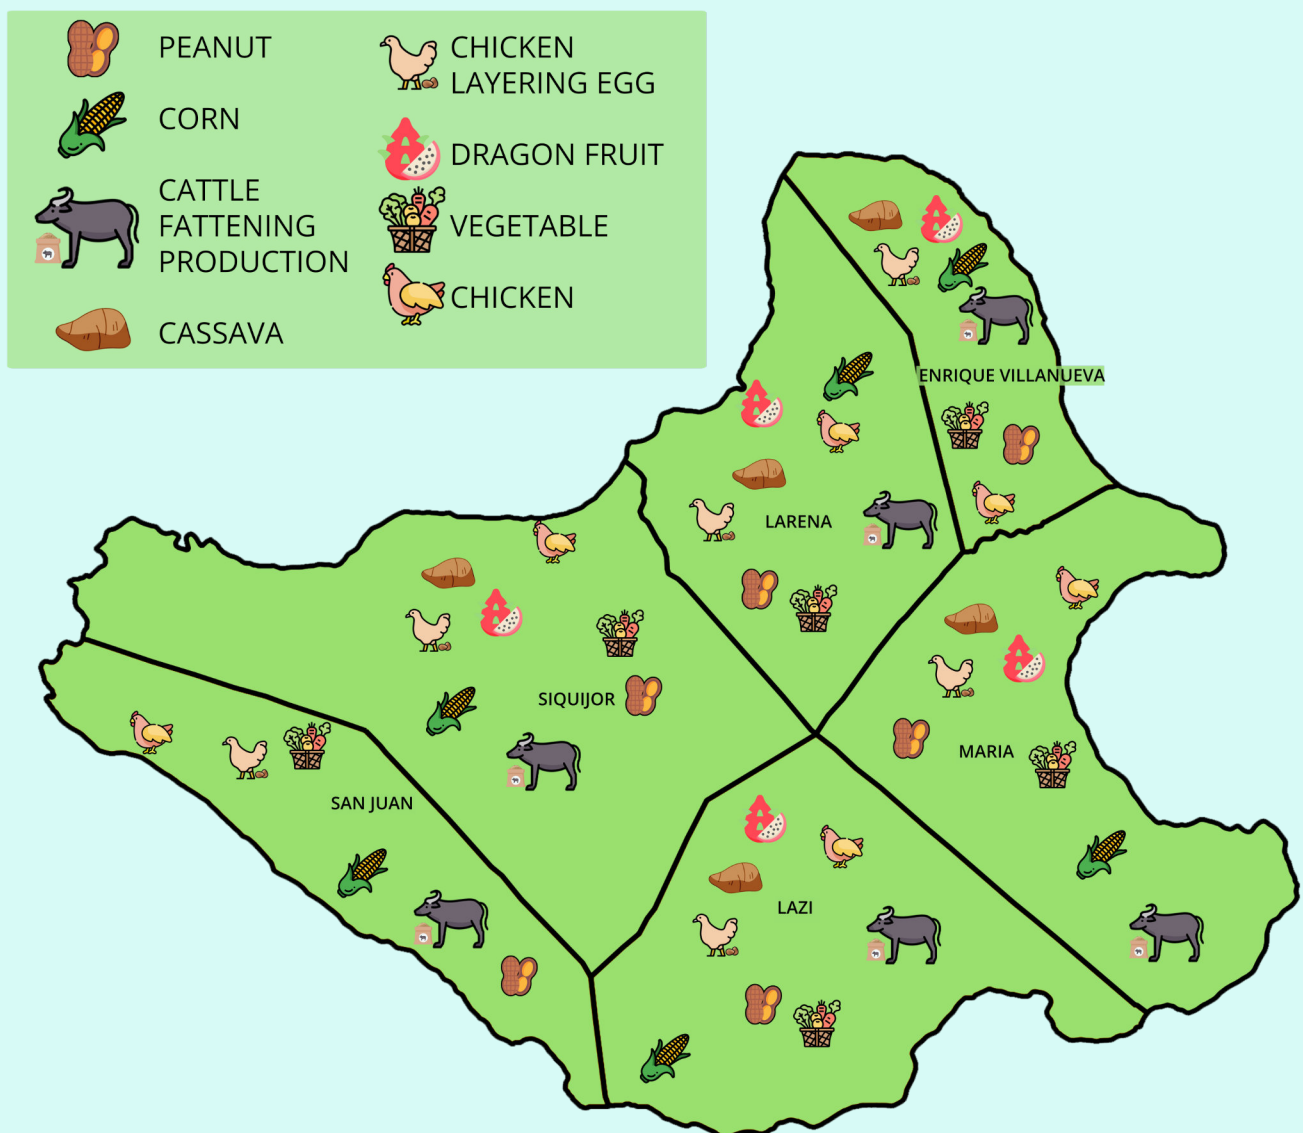 PEANUT
CORN
CATTLE
FATTENING
PRODUCTION
CASSAVA
CHICKEN
LAYERING EGG
DRAGON FRUIT
VEGETABLE
CHICKEN
ENRIQUE VILLANUEVA
LARENA
SIQUIJOR
MARIA
SAN JUAN
LAZI